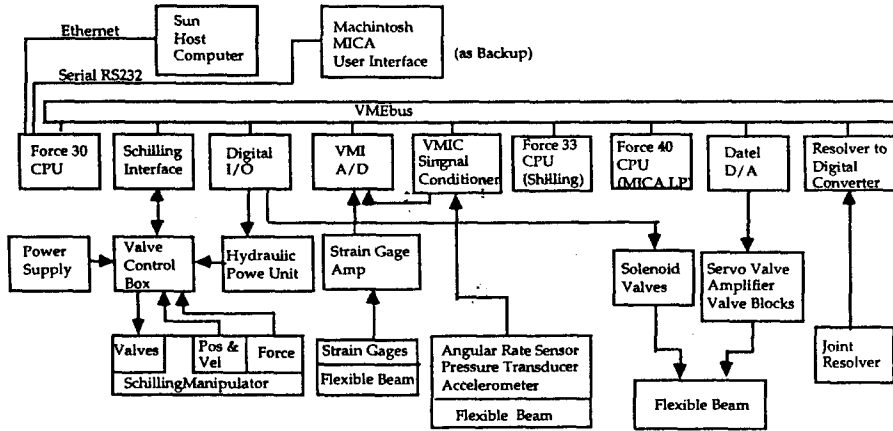 Ethernet
Sun
Host
Computer
Machintosh
MICA
User Interface
(as Backup)
Serial RS232
VMEbus
Force 30
CPU
Schilling
Interface
Digital
I/O
VMI
A/D
VMIC
Singnal
Conditioner
Force 33
CPU
(Shilling)
Force 40
CPU
(MICA LP)
Datel
D/A
Resolver to
Digital
Converter
Power
Supply
Valve
Control
Box
Hydraulic
Powe Unit
Strain Gage
Amp
Solenoid
Valves
Servo Valve
Amplifier
Valve Blocks
Valves
Pos &
Vel
Force
SchillingManipulator
Strain Gages
Flexible Beam
Angular Rate Sensor
Pressure Transducer
Accelerometer
Flexible Beam
Flexible Beam
Joint
Resolver